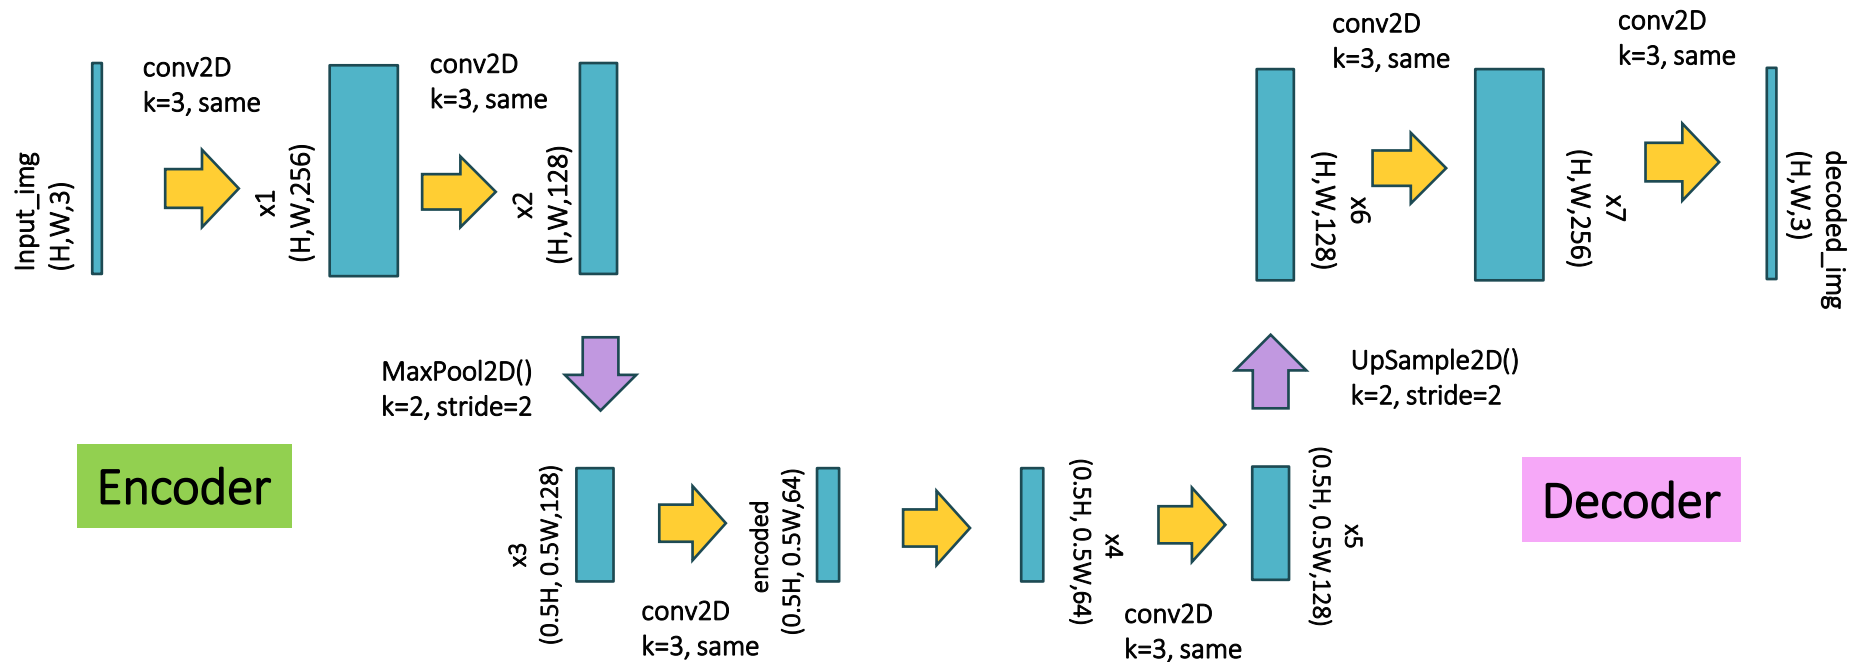 Input_img
(H,W,3)
conv2D
k=3, same
x1
(H,W,256)
conv2D
k=3, same
x2
(H,W,128)
MaxPool2D()
k=2, stride=2
Encoder
x3
(0.5H, 0.5W,128)
conv2D
k=3, same
encoded
(0.5H, 0.5W,64)
x4
(0.5H, 0.5W,64)
conv2D
k=3, same
x5
(0.5H, 0.5W,128)
UpSample2D()
k=2, stride=2
Decoder
x6
(H,W,128)
conv2D
k=3, same
x7
(H,W,256)
conv2D
k=3, same
decoded_img
(H,W,3)